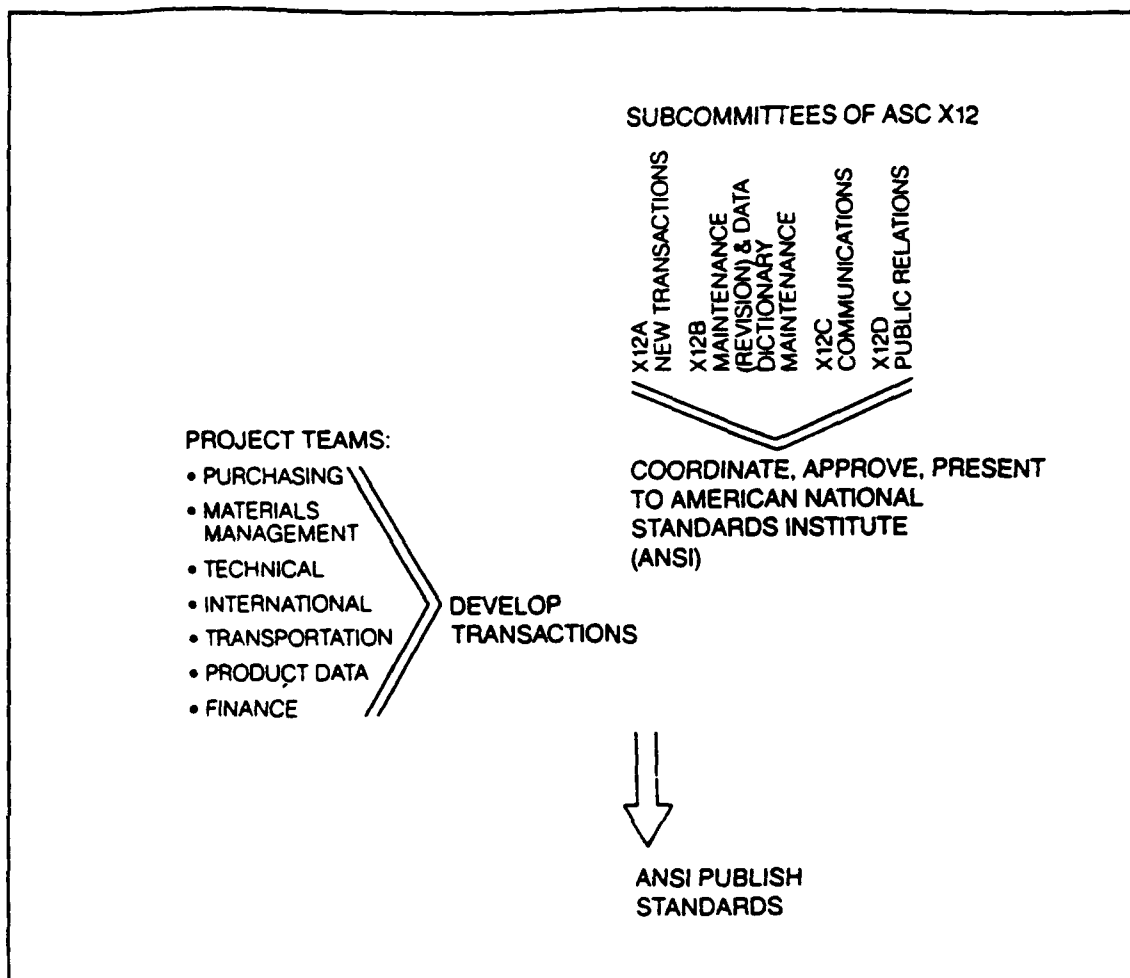 SUBCOMMITTEES OF ASC X12
X12A
NEW TRANSACTIONS
X12B
MAINTENANCE
(REVISION) & DATA
DICTIONARY
MAINTENANCE
X12C
COMMUNICATIONS
X12D
PUBLIC RELATIONS
COORDINATE, APPROVE, PRESENT
TO AMERICAN NATIONAL
STANDARDS INSTITUTE
(ANSI)
PROJECT TEAMS:
• PURCHASING
• MATERIALS
MANAGEMENT
• TECHNICAL
• INTERNATIONAL
• TRANSPORTATION
• PRODUCT DATA
• FINANCE
DEVELOP
TRANSACTIONS
ANSI PUBLISH
STANDARDS